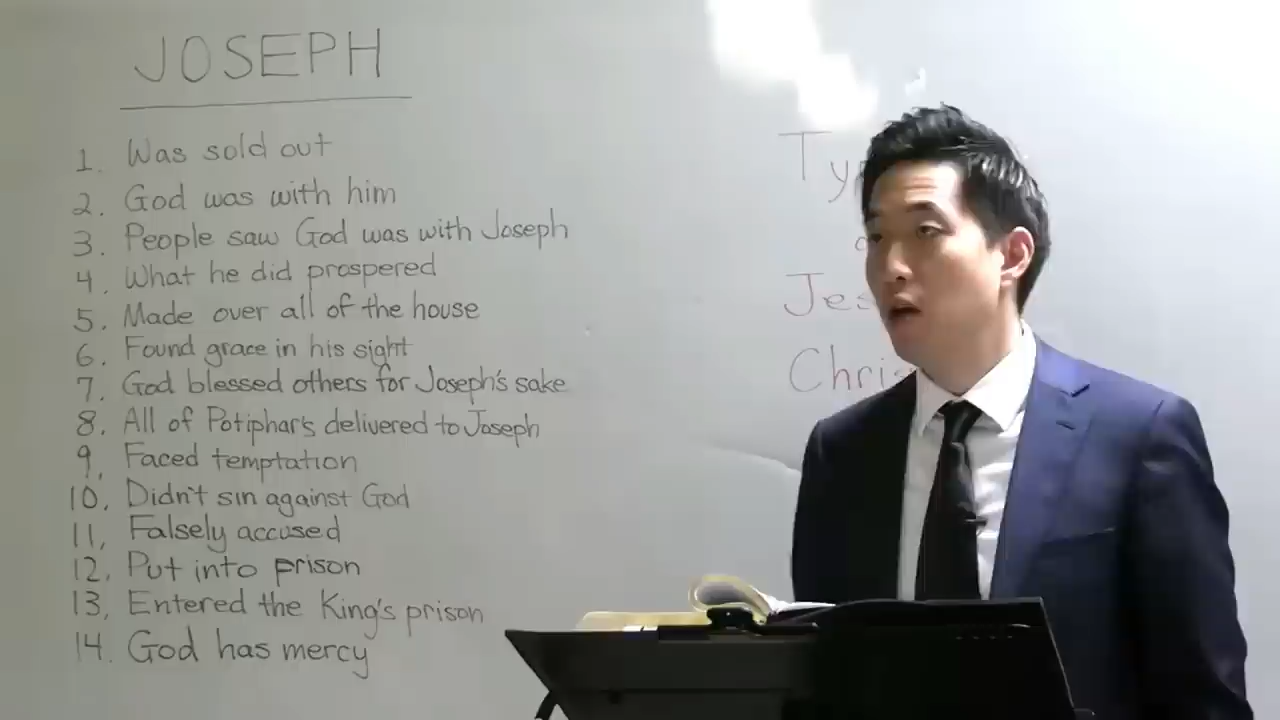 JOSEPH
1. Was sold out
2. God was with him
3. People saw God was with Joseph
4. What he did prospered
5. Made over all of the house
6. Found grace in his sight
7. God blessed others for Joseph's sake
8. All of Potiphar's delivered to Joseph
9. Faced temptation
10. Didn't sin against God
11. Falsely accused
12. Put into prison
13. Entered the King's prison
14. God has mercy